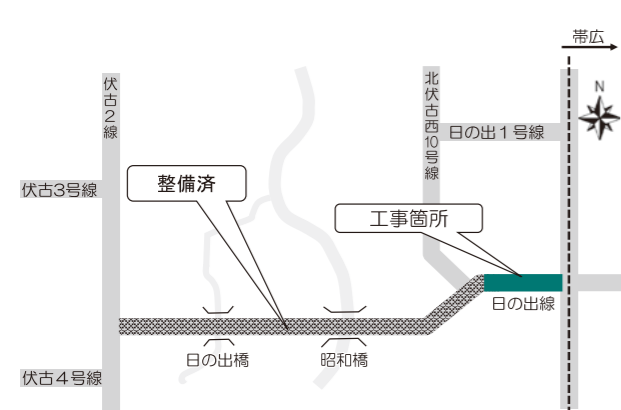 帯広
N
伏古2線
北伏古西10号線
日の出1号線
伏古3号線
整備済
工事箇所
日の出線
日の出橋
昭和橋
伏古4号線